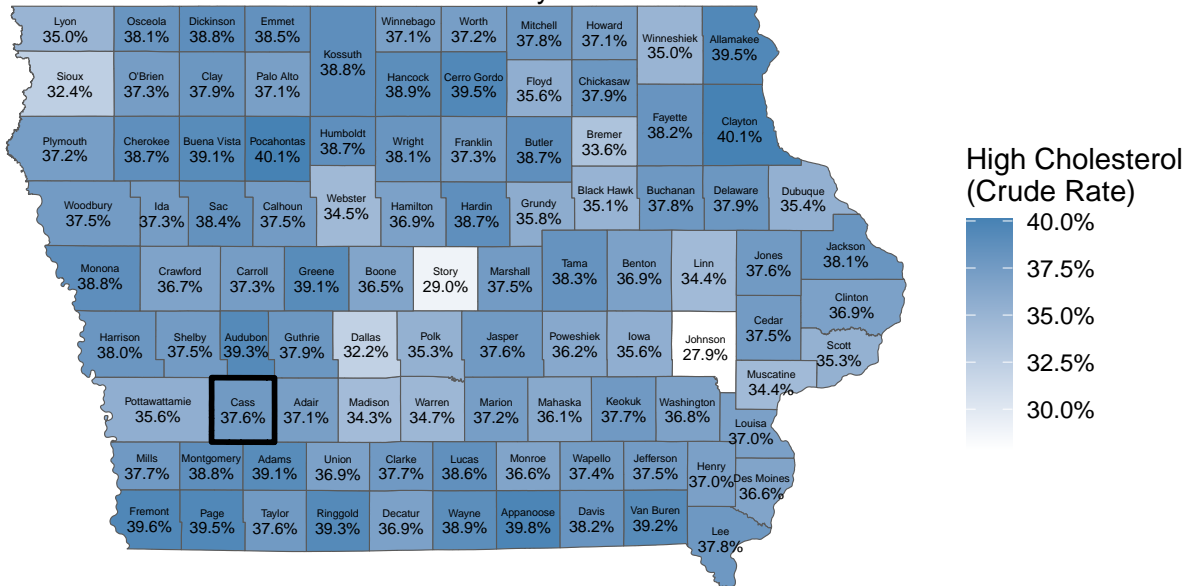 Lyon
35.0%
Osceola
38.1%
Dickinson
38.8%
Emmet
38.5%
Kossuth
38.8%
Winnebago
37.1%
Worth
37.2%
Mitchell
37.8%
Howard
37.1%
Winneshiek
35.0%
Allamakee
39.5%
Sioux
32.4%
O'Brien
37.3%
Clay
37.9%
Palo Alto
37.1%
Hancock
38.9%
Cerro Gordo
39.5%
Floyd
35.6%
Chickasaw
37.9%
Fayette
38.2%
Clayton
40.1%
Plymouth
37.2%
Cherokee
38.7%
Buena Vista
39.1%
Pocahontas
40.1%
Humboldt
38.7%
Wright
38.1%
Franklin
37.3%
Butler
38.7%
Bremer
33.6%
Woodbury
37.5%
Ida
37.3%
Sac
38.4%
Calhoun
37.5%
Webster
34.5%
Hamilton
36.9%
Hardin
38.7%
Grundy
35.8%
Black Hawk
35.1%
Buchanan
37.8%
Delaware
37.9%
Dubuque
35.4%
Monona
38.8%
Crawford
36.7%
Carroll
37.3%
Greene
39.1%
Boone
36.5%
Story
29.0%
Marshall
37.5%
Tama
38.3%
Benton
36.9%
Linn
34.4%
Jones
37.6%
Jackson
38.1%
Clinton
36.9%
Harrison
38.0%
Shelby
37.5%
Audubon
39.3%
Guthrie
37.9%
Dallas
32.2%
Polk
35.3%
Jasper
37.6%
Poweshiek
36.2%
Iowa
35.6%
Johnson
27.9%
Cedar
37.5%
Scott
35.3%
Muscatine
34.4%
Pottawattamie
35.6%
Cass
37.6%
Adair
37.1%
Madison
34.3%
Warren
34.7%
Marion
37.2%
Mahaska
36.1%
Keokuk
37.7%
Washington
36.8%
Louisa
37.0%
Mills
37.7%
Montgomery
38.8%
Adams
39.1%
Union
36.9%
Clarke
37.7%
Lucas
38.6%
Monroe
36.6%
Wapello
37.4%
Jefferson
37.5%
Henry
37.0%
Des Moines
36.6%
Fremont
39.6%
Page
39.5%
Taylor
37.6%
Ringgold
39.3%
Decatur
36.9%
Wayne
38.9%
Appanoose
39.8%
Davis
38.2%
Van Buren
39.2%
Lee
37.8%
High Cholesterol
(Crude Rate)
40.0%
37.5%
35.0%
32.5%
30.0%